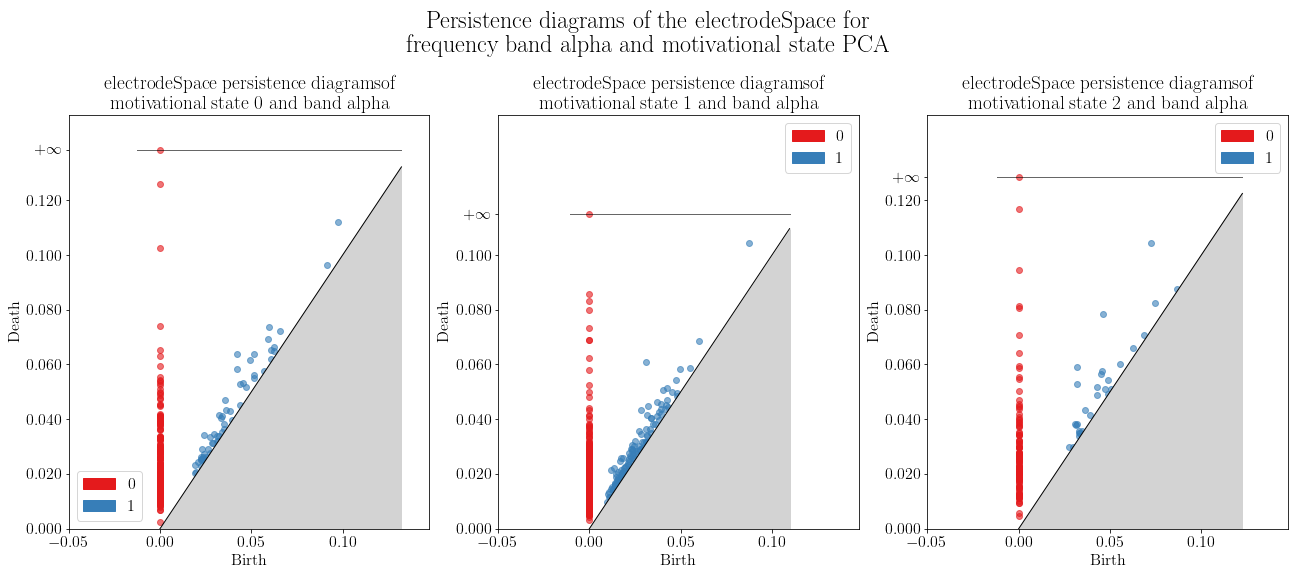 Persistence diagrams of the electrodeSpace for
frequency band alpha and motivational state PCA
electrodeSpace persistence diagramsof
motivational state 0 and band alpha
+∞
0.120
0.100
0.080
0.060
0.040
0.020
0.000
Death
0
1
−0.05
0.00
0.05
0.10
Birth
electrodeSpace persistence diagramsof
motivational state 1 and band alpha
0
1
+∞
0.100
0.080
0.060
0.040
0.020
0.000
Death
−0.05
0.00
0.05
0.10
Birth
electrodeSpace persistence diagramsof
motivational state 2 and band alpha
0
1
+∞
0.120
0.100
0.080
0.060
0.040
0.020
0.000
Death
−0.05
0.00
0.05
0.10
Birth